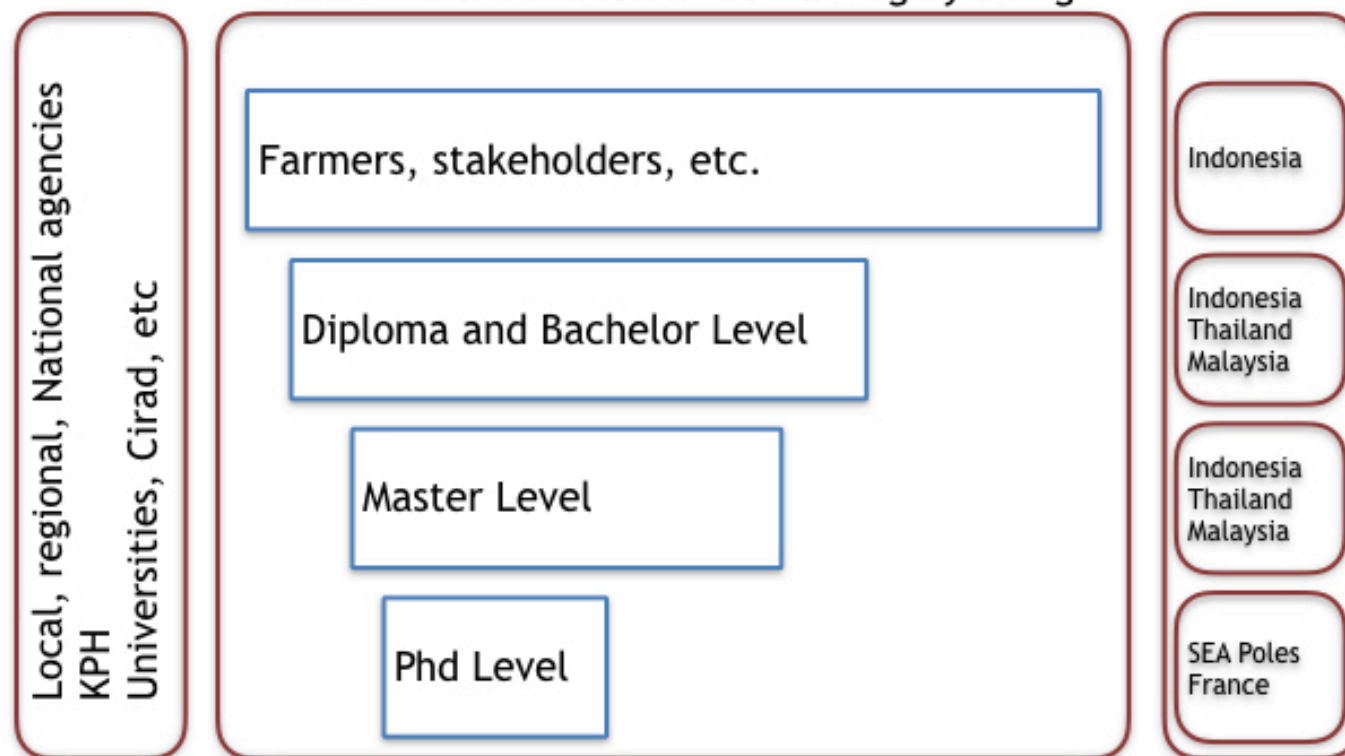 Local, regional, National agencies
KPH
Universities, Cirad, etc
Farmers, stakeholders, etc.
Indonesia
Diploma and Bachelor Level
Indonesia
Thailand
Malaysia
Master Level
Indonesia
Thailand
Malaysia
Phd Level
SEA Poles
France